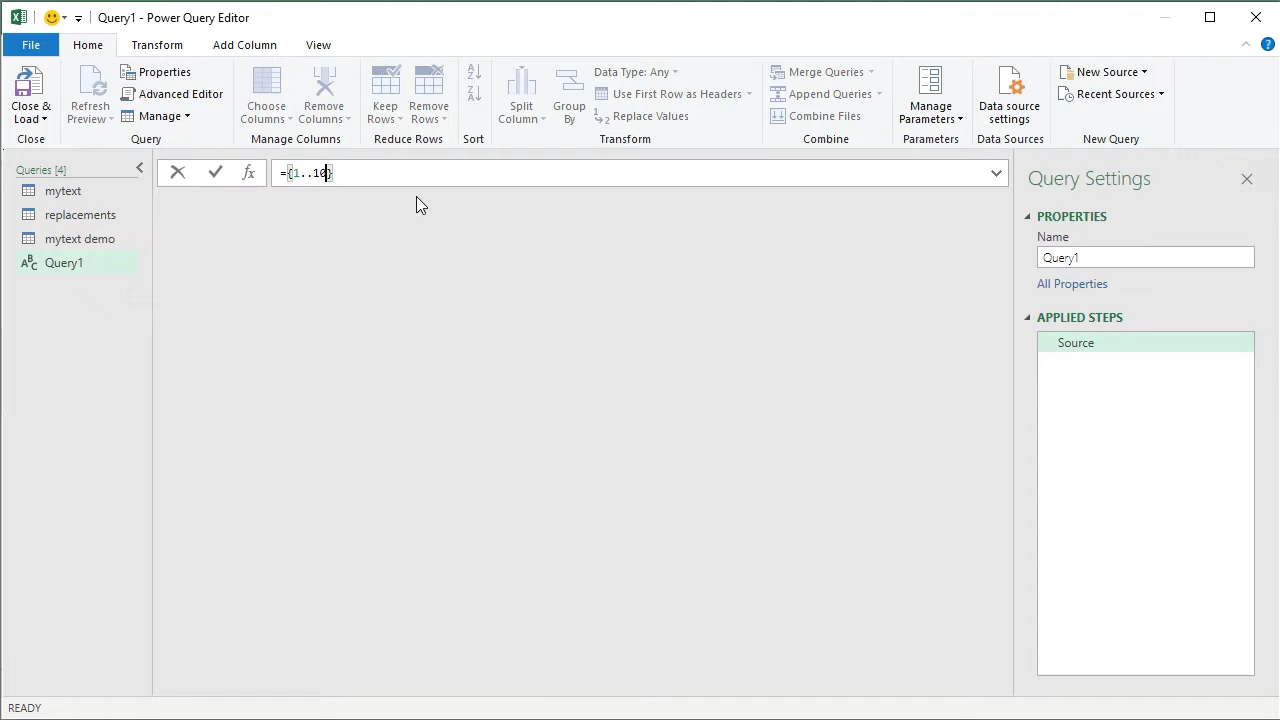 Query1 - Power Query Editor
File Home Transform Add Column View
Close & Load
Close
Refresh Preview
Properties
Advanced Editor
Manage
Query
Choose Columns
Remove Columns
Manage Columns
Keep Rows
Remove Rows
Reduce Rows
Sort
Split Column
Group By
Data Type: Any
Use First Row as Headers
Replace Values
Transform
Merge Queries
Append Queries
Combine Files
Combine
Manage Parameters
Parameters
Data source settings
Data Sources
New Source
Recent Sources
New Query
Queries [4]
mytext
replacements
mytext demo
Query1
={1..10}
Query Settings
PROPERTIES
Name
Query1
All Properties
APPLIED STEPS
Source
READY